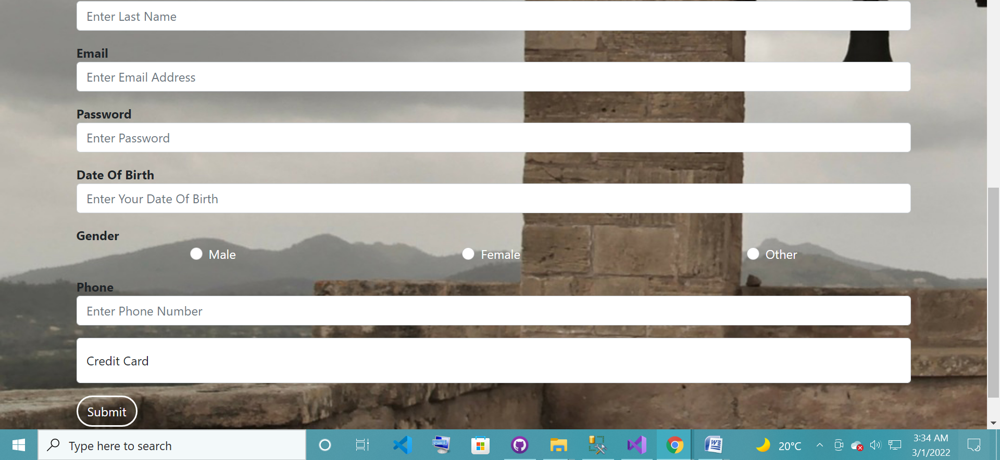 Enter Last Name
Email
Enter Email Address
Password
Enter Password
Date Of Birth
Enter Your Date Of Birth
Gender
Male Female Other
Phone
Enter Phone Number
Credit Card
Submit
Type here to search
20°C
3:34 AM
3/1/2022